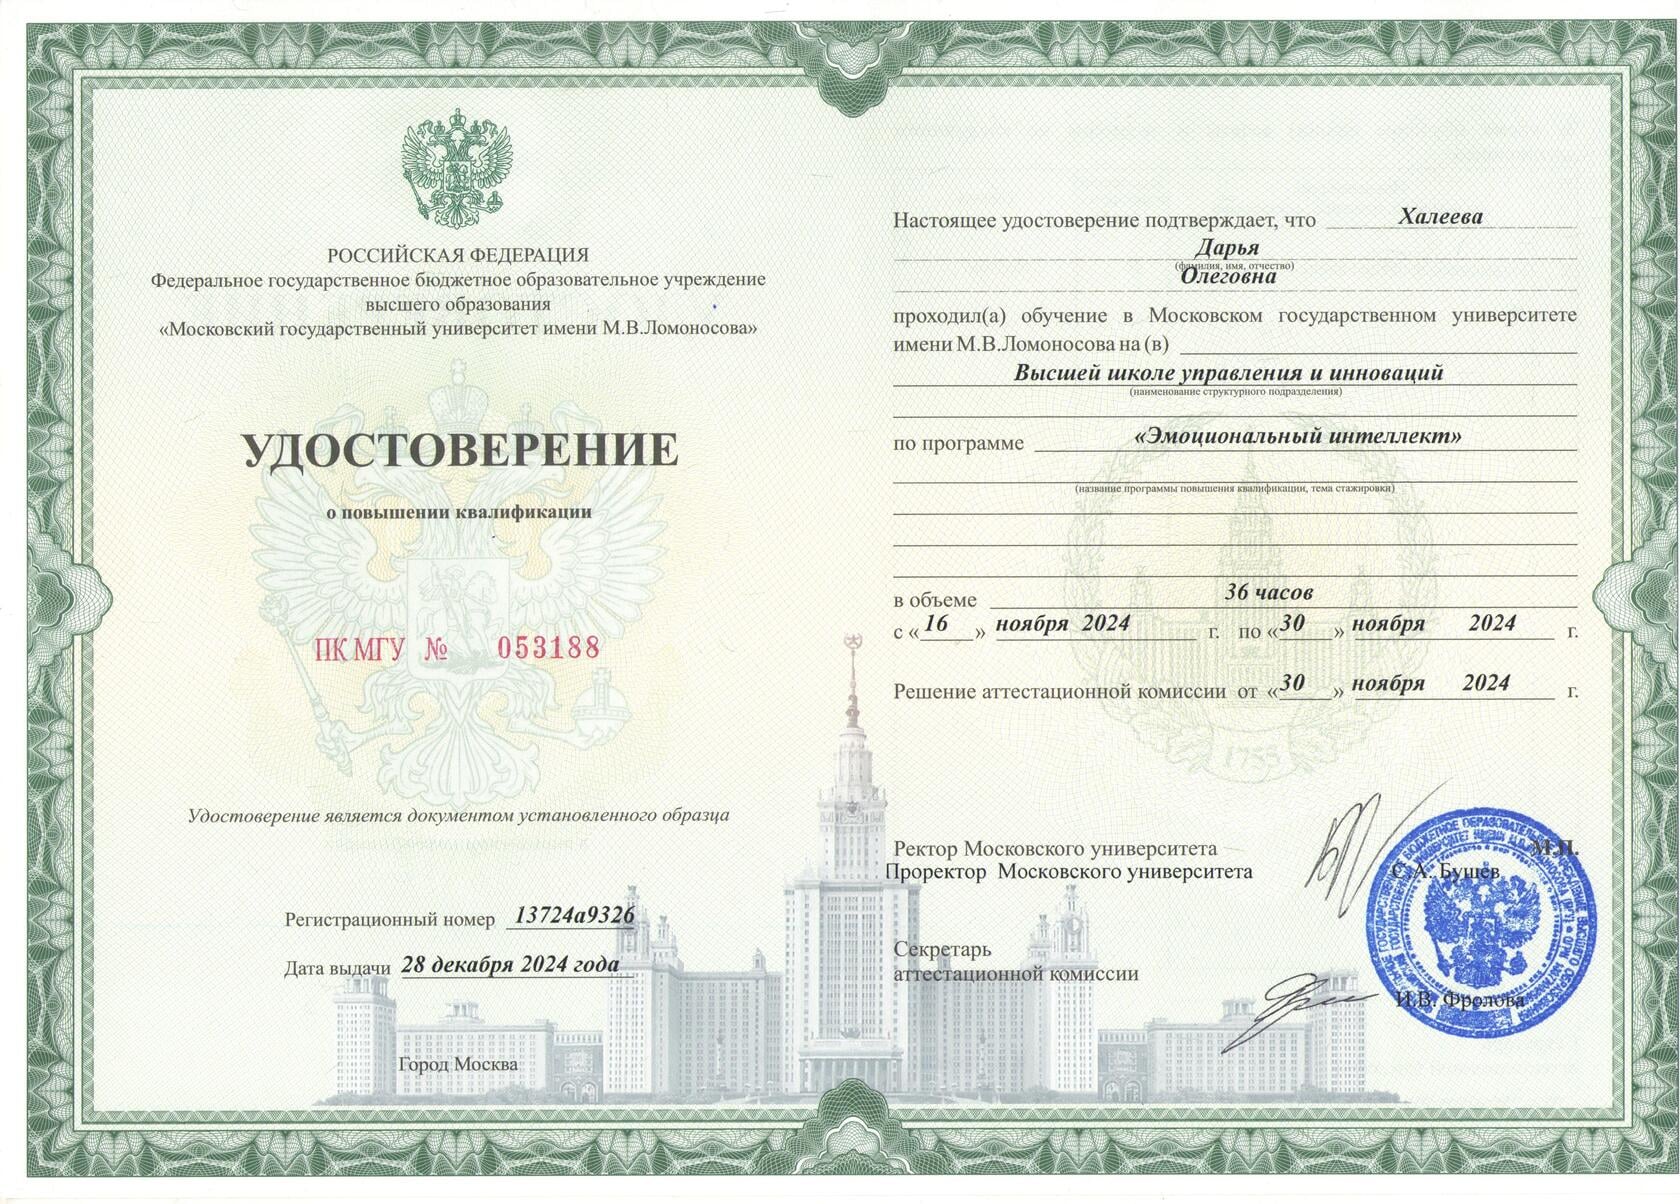 РОССИЙСКАЯ ФЕДЕРАЦИЯ
Федеральное государственное бюджетное образовательное учреждение
высшего образования
«Московский государственный университет имени М.В.Ломоносова»
УДОСТОВЕРЕНИЕ
о повышении квалификации
ПК МГУ № 053188
Удостоверение является документом установленного образца
Регистрационный номер 13724а9326
Дата выдачи 28 декабря 2024 года
Город Москва
Настоящее удостоверение подтверждает, что Халеева
Дарья
(фамилия, имя, отчество)
Олеговна
проходил(а) обучение в Московском государственном университете
имени М.В.Ломоносова на (в)
Высшей школе управления и инноваций
(наименование структурного подразделения)
по программе «Эмоциональный интеллект»
(название программы повышения квалификации, тема стажировки)
в объеме 36 часов
с «16» ноября 2024 г. по «30» ноября 2024 г.
Решение аттестационной комиссии от «30» ноября 2024 г.
1755
Ректор Московского университета
М.П.
Проректор Московского университета С.А. Бушев
Секретарь
аттестационной комиссии
И.В. Фролова